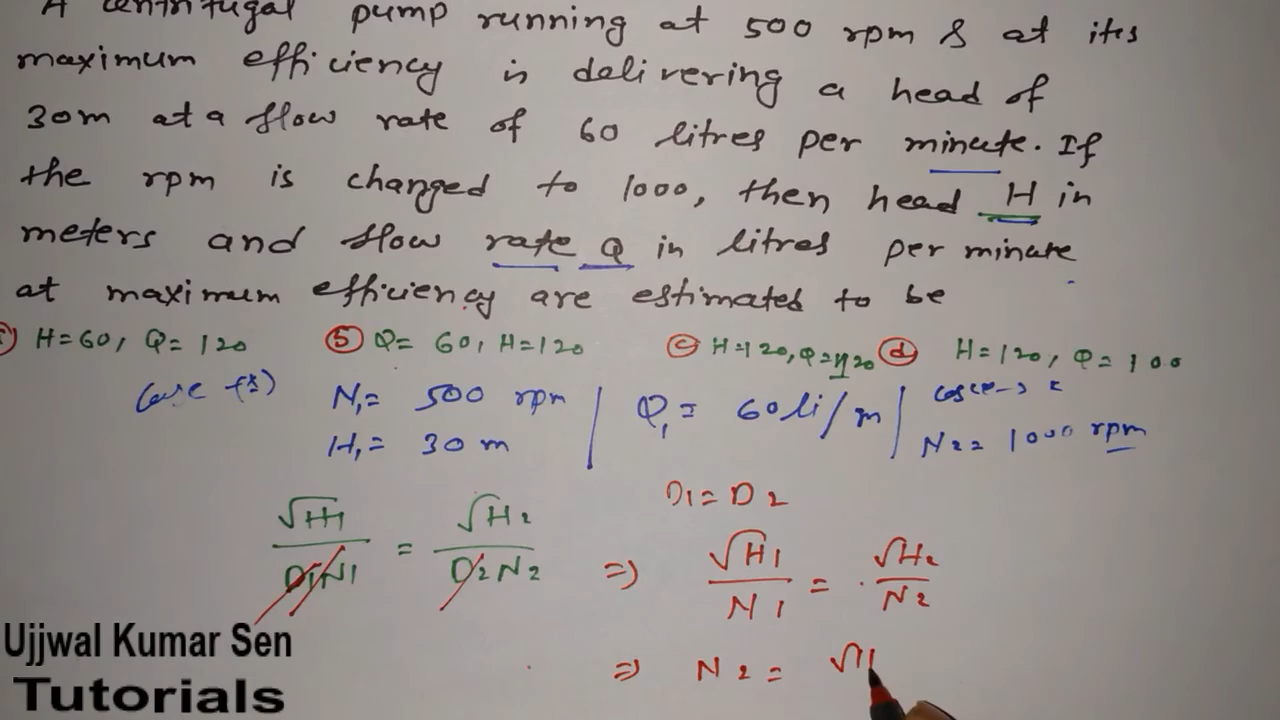 A centrifugal pump running at 500 rpm & at its
maximum efficiency is delivering a head of
30m at a flow rate of 60 litres per minute. If
the rpm is changed to 1000, then head H in
meters and flow rate Q in litres per minute
at maximum efficiency are estimated to be
H=60, Q=120 (b) Q= 60, H=120 (c) H=120, Q=120 (d) H=120, Q=100
N1= 500 rpm Q1= 60 li/m
H1= 30 m N2= 1000 rpm
D1= D2
√H1/D1N1 = √H2/D2N2 ⇒ √H1/N1 = √H2/N2
⇒ N2 =
Ujjwal Kumar Sen
Tutorials